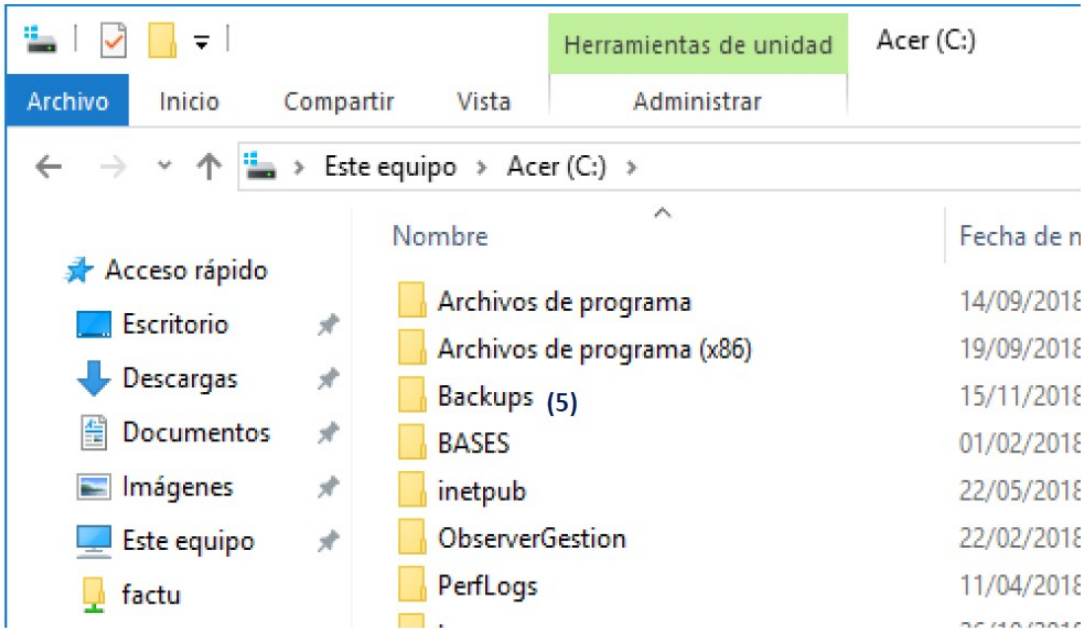 Herramientas de unidad Acer (C:)
Archivo Inicio Compartir Vista Administrar
Este equipo > Acer (C:) >
Nombre Fecha de
Acceso rápido
Escritorio
Descargas
Documentos
Imágenes
Este equipo
factu
Archivos de programa 14/09/2018
Archivos de programa (x86) 19/09/2018
Backups (5) 15/11/2018
BASES 01/02/2018
inetpub 22/05/2018
ObserverGestion 22/02/2018
PerfLogs 11/04/2018